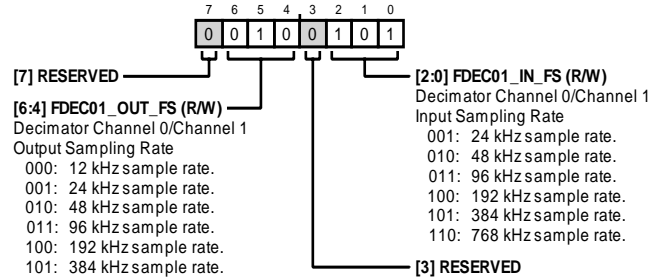 7 6 5 4 3 2 1 0
0 0 1 0 0 1 0 1
[7] RESERVED
[6:4] FDEC01_OUT_FS (R/W)
Decimator Channel 0/Channel 1
Output Sampling Rate
000: 12 kHz sample rate.
001: 24 kHz sample rate.
010: 48 kHz sample rate.
011: 96 kHz sample rate.
100: 192 kHz sample rate.
101: 384 kHz sample rate.
[2:0] FDEC01_IN_FS (R/W)
Decimator Channel 0/Channel 1
Input Sampling Rate
001: 24 kHz sample rate.
010: 48 kHz sample rate.
011: 96 kHz sample rate.
100: 192 kHz sample rate.
101: 384 kHz sample rate.
110: 768 kHz sample rate.
[3] RESERVED